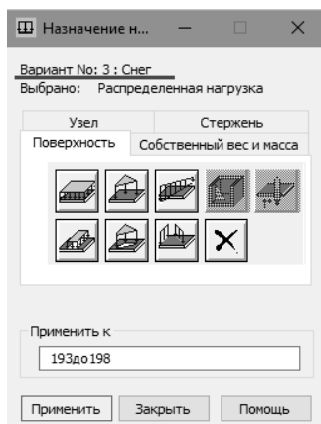 Назначение н...
Вариант No: 3 : Снег
Выбрано: Распределенная нагрузка
Узел Стержень
Поверхность Собственный вес и масса
Применить к
193до198
Применить Закрыть Помощь